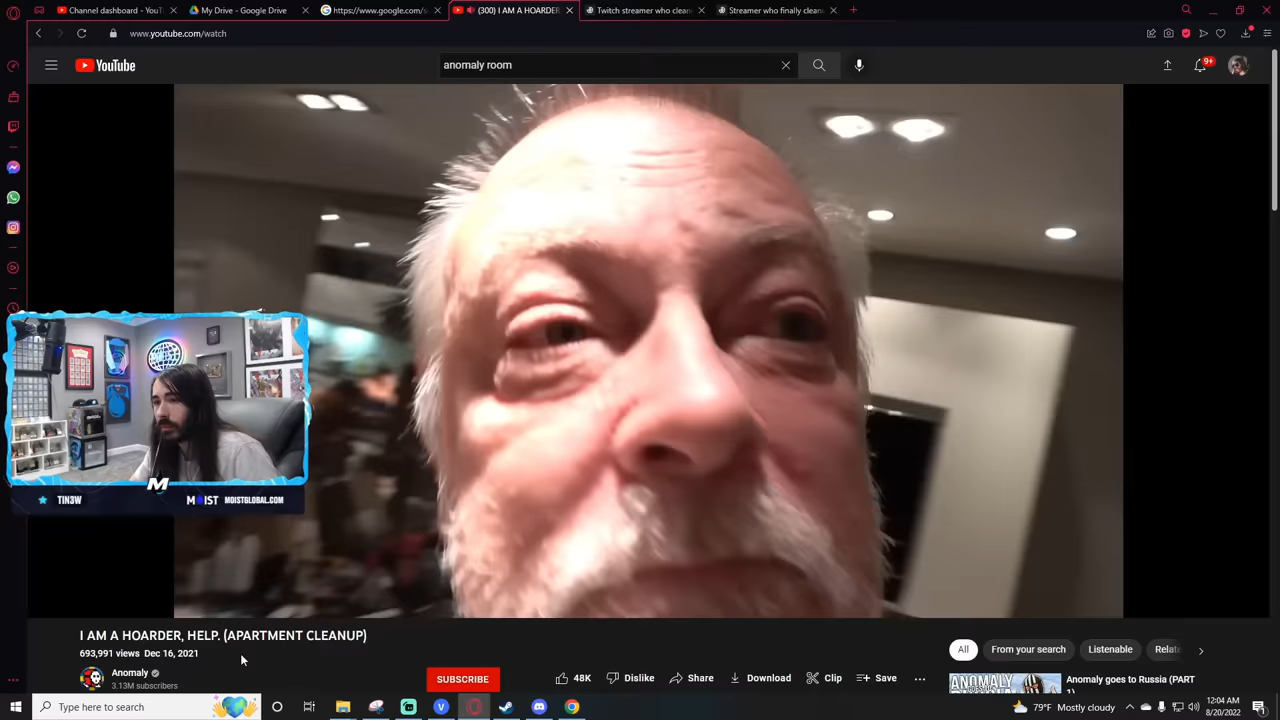 Channel dashboard - YouTu
My Drive - Google Drive
https://www.google.com/s
(300) I AM A HOARDER
Twitch streamer who clean
Streamer who finally clean
www.youtube.com/watch
YouTube
anomaly room
9+
M
TIN3W
MOIST
MOISTGLOBAL.COM
I AM A HOARDER, HELP. (APARTMENT CLEANUP)
693,991 views Dec 16, 2021
All
From your search
Listenable
Relat
Anomaly
3.13M subscribers
SUBSCRIBE
48K
Dislike
Share
Download
Clip
Save
ANOMALY
Anomaly goes to Russia (PART
1)
Type here to search
79°F Mostly cloudy
12:04 AM
8/20/2022